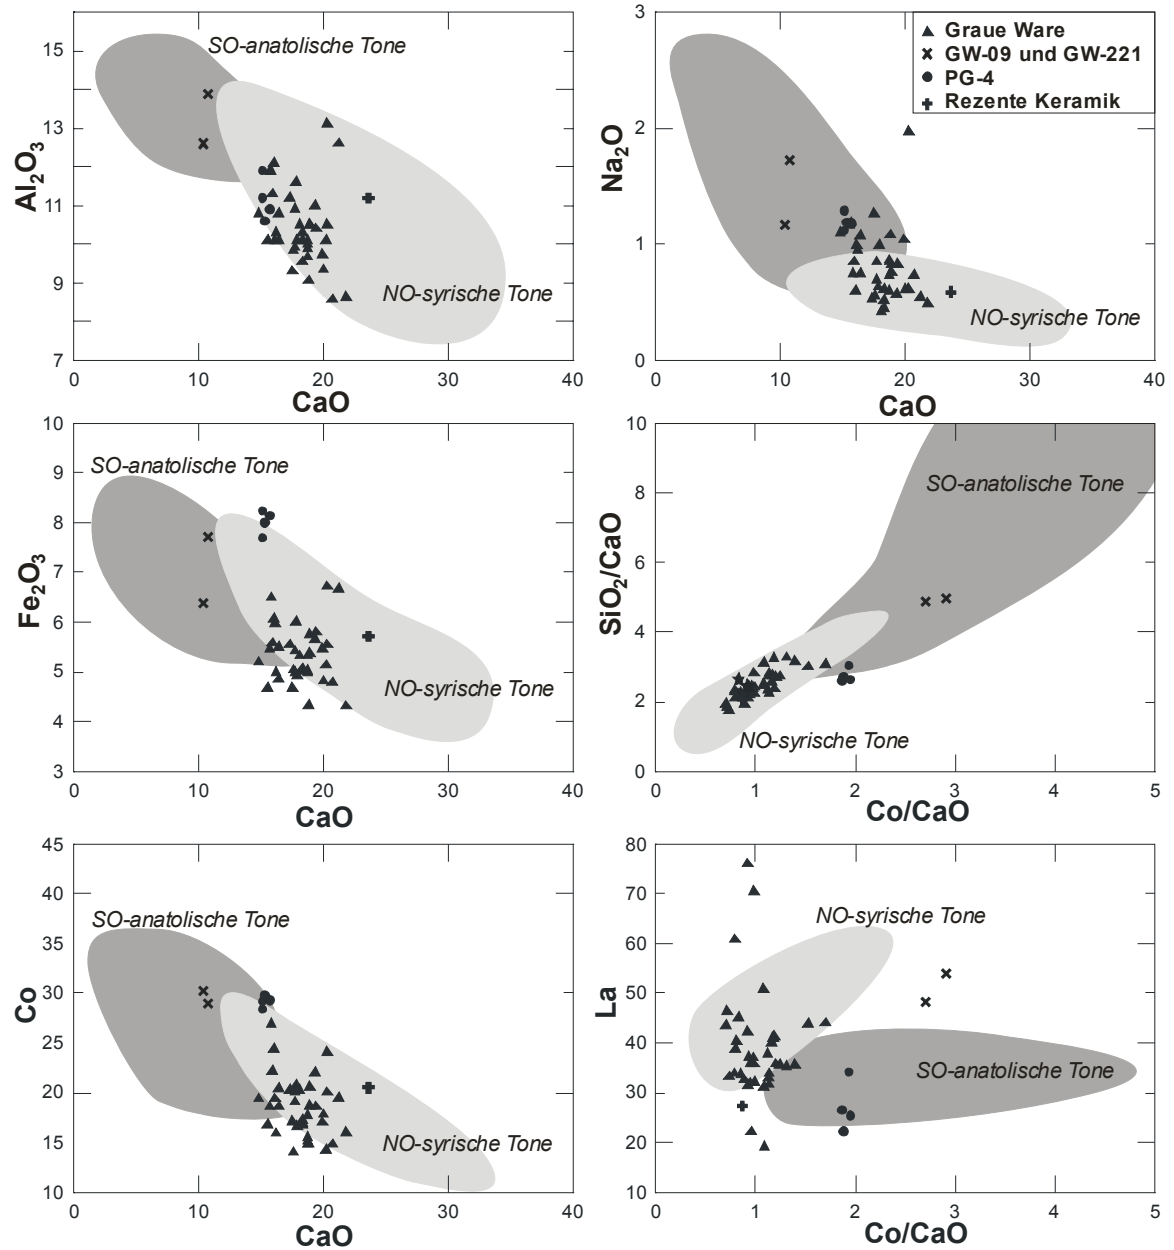 15
13
11
9
7
Al2O3
SO-anatolische Tone
NO-syrische Tone
0
10
20
30
40
CaO
3
2
1
0
Na2O
Graue Ware
GW-09 und GW-221
PG-4
Rezente Keramik
NO-syrische Tone
0
10
20
30
40
CaO
10
9
8
7
6
5
4
3
Fe2O3
SO-anatolische Tone
NO-syrische Tone
0
10
20
30
40
CaO
10
8
6
4
2
0
SiO2/CaO
SO-anatolische Tone
NO-syrische Tone
0
1
2
3
4
5
Co/CaO
45
40
35
30
25
20
15
10
Co
SO-anatolische Tone
NO-syrische Tone
0
10
20
30
40
CaO
80
70
60
50
40
30
20
10
La
NO-syrische Tone
SO-anatolische Tone
0
1
2
3
4
5
Co/CaO